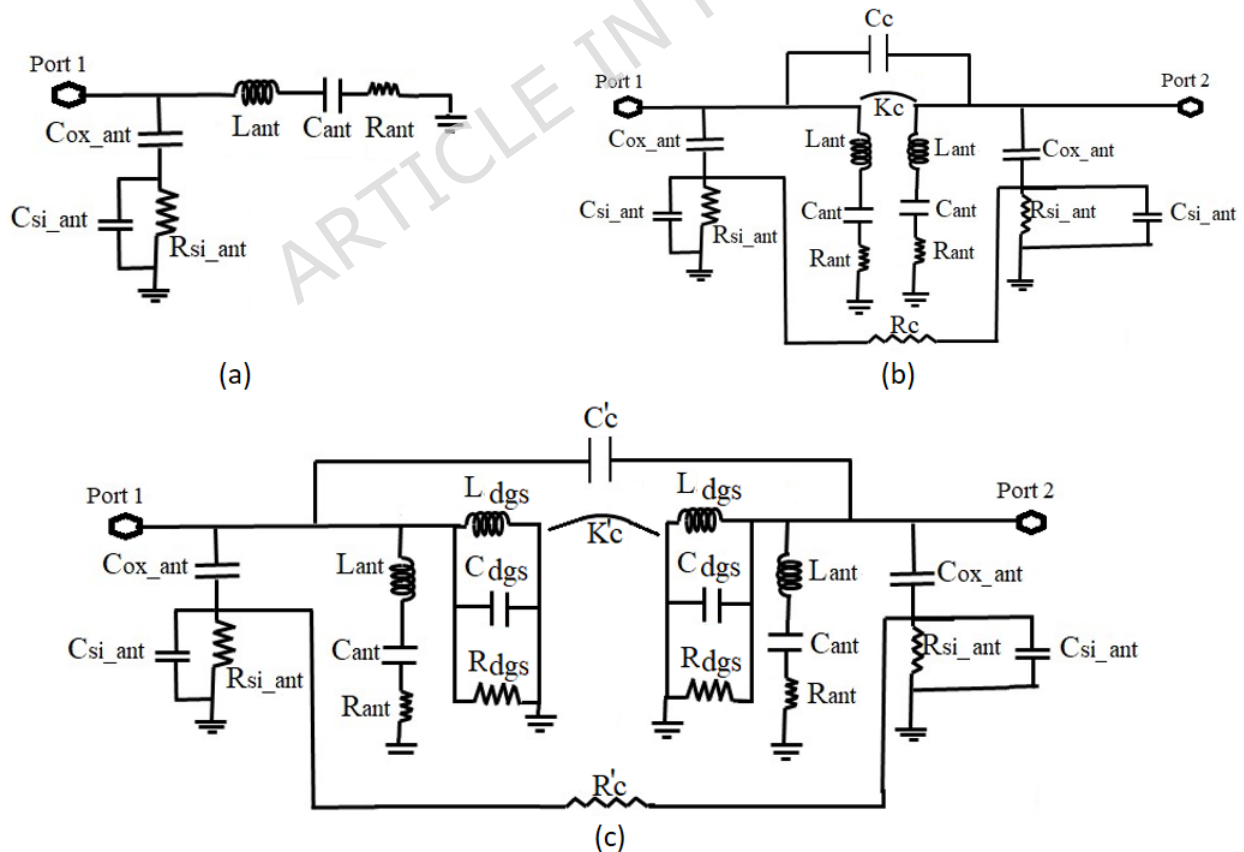 ARTICLE IN
Port 1
Cox_ant
Csi_ant
Rsi_ant
Lant
Cant
Rant
(a)
Cc
Port 1
Port 2
Kc
Cox_ant
Lant
Lant
Cox_ant
Csi_ant
Rsi_ant
Cant
Cant
Rsi_ant
Csi_ant
Rant
Rant
Rc
(b)
C'c
Port 1
Port 2
L dgs
L dgs
K'c
Cox_ant
Lant
C dgs
C dgs
Lant
Cox_ant
Csi_ant
Rsi_ant
Cant
Rdgs
Rdgs
Cant
Rsi_ant
Csi_ant
Rant
Rant
R'c
(c)